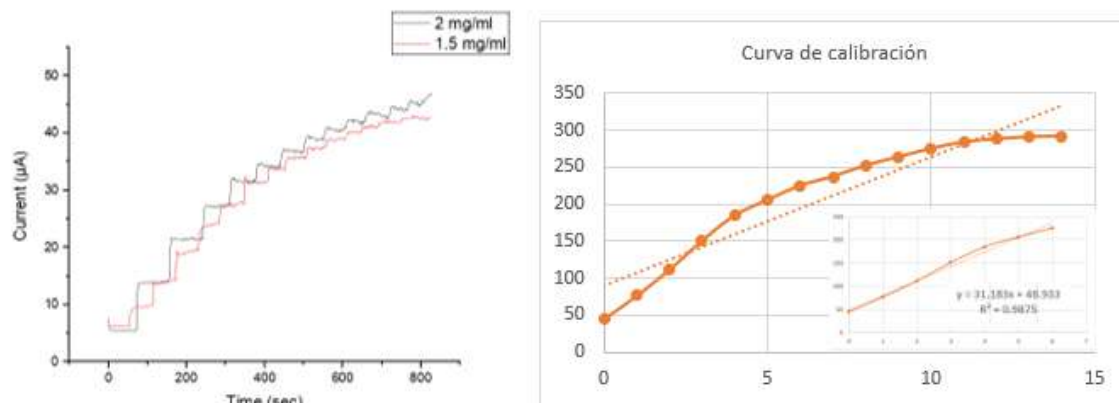 2 mg/ml
1.5 mg/ml
50
40
30
20
10
0
Current (µA)
0 200 400 600 800
Time (sec)
Curva de calibración
350
300
250
200
150
100
50
0
0 5 10 15
y = 31.183x + 48.933
R² = 0.9875